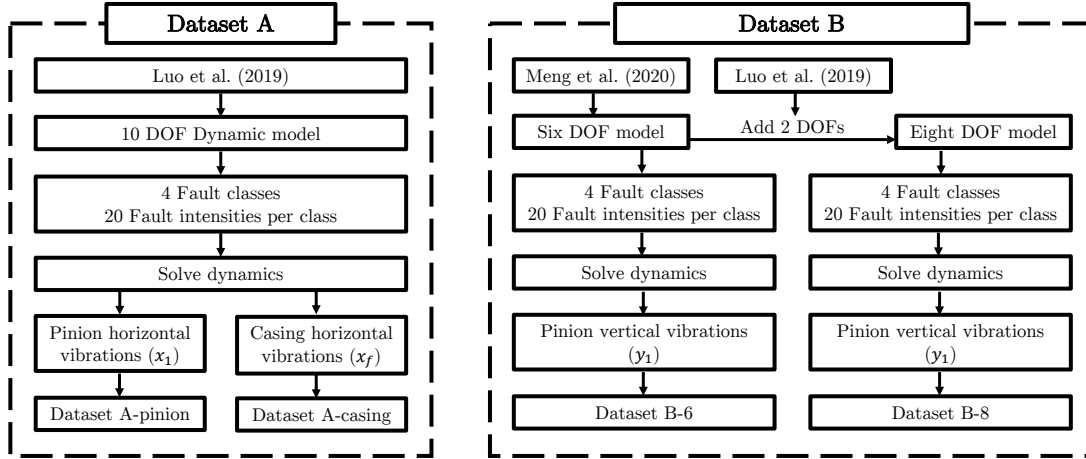 Dataset A
Luo et al. (2019)
10 DOF Dynamic model
4 Fault classes
20 Fault intensities per class
Solve dynamics
Pinion horizontal
vibrations (x₁)
Casing horizontal
vibrations (x_f)
Dataset A-pinion
Dataset A-casing
Dataset B
Meng et al. (2020)
Luo et al. (2019)
Six DOF model
Add 2 DOFs
Eight DOF model
4 Fault classes
20 Fault intensities per class
4 Fault classes
20 Fault intensities per class
Solve dynamics
Solve dynamics
Pinion vertical vibrations
(y₁)
Pinion vertical vibrations
(y₁)
Dataset B-6
Dataset B-8